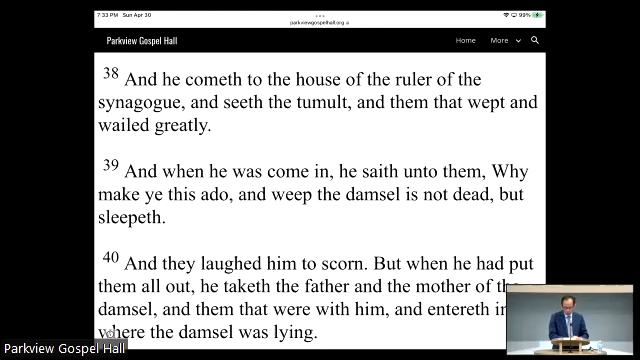 7:33 PM Sun Apr 30
99%
parkviewgospelhall.org
Parkview Gospel Hall
Home
More
38 And he cometh to the house of the ruler of the
synagogue, and seeth the tumult, and them that wept and
wailed greatly.
39 And when he was come in, he saith unto them, Why
make ye this ado, and weep the damsel is not dead, but
sleepeth.
40 And they laughed him to scorn. But when he had put
them all out, he taketh the father and the mother of the
damsel, and them that were with him, and entereth in
where the damsel was lying.
Parkview Gospel Hall